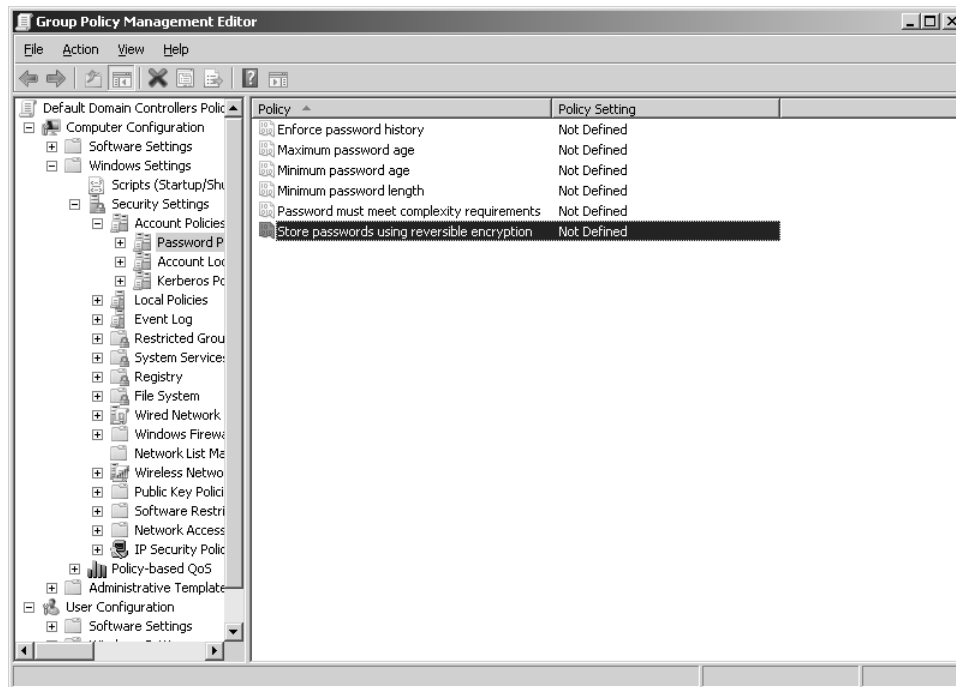 Group Policy Management Editor
File Action View Help
Default Domain Controllers Polic
Computer Configuration
Software Settings
Windows Settings
Scripts (Startup/Shu
Security Settings
Account Policies
Password P
Account Loc
Kerberos Po
Local Policies
Event Log
Restricted Grou
System Services
Registry
File System
Wired Network
Windows Firewa
Network List Ma
Wireless Netwo
Public Key Polici
Software Restri
Network Access
IP Security Polic
Policy-based QoS
Administrative Template
User Configuration
Software Settings
Policy Policy Setting
Enforce password history Not Defined
Maximum password age Not Defined
Minimum password age Not Defined
Minimum password length Not Defined
Password must meet complexity requirements Not Defined
Store passwords using reversible encryption Not Defined